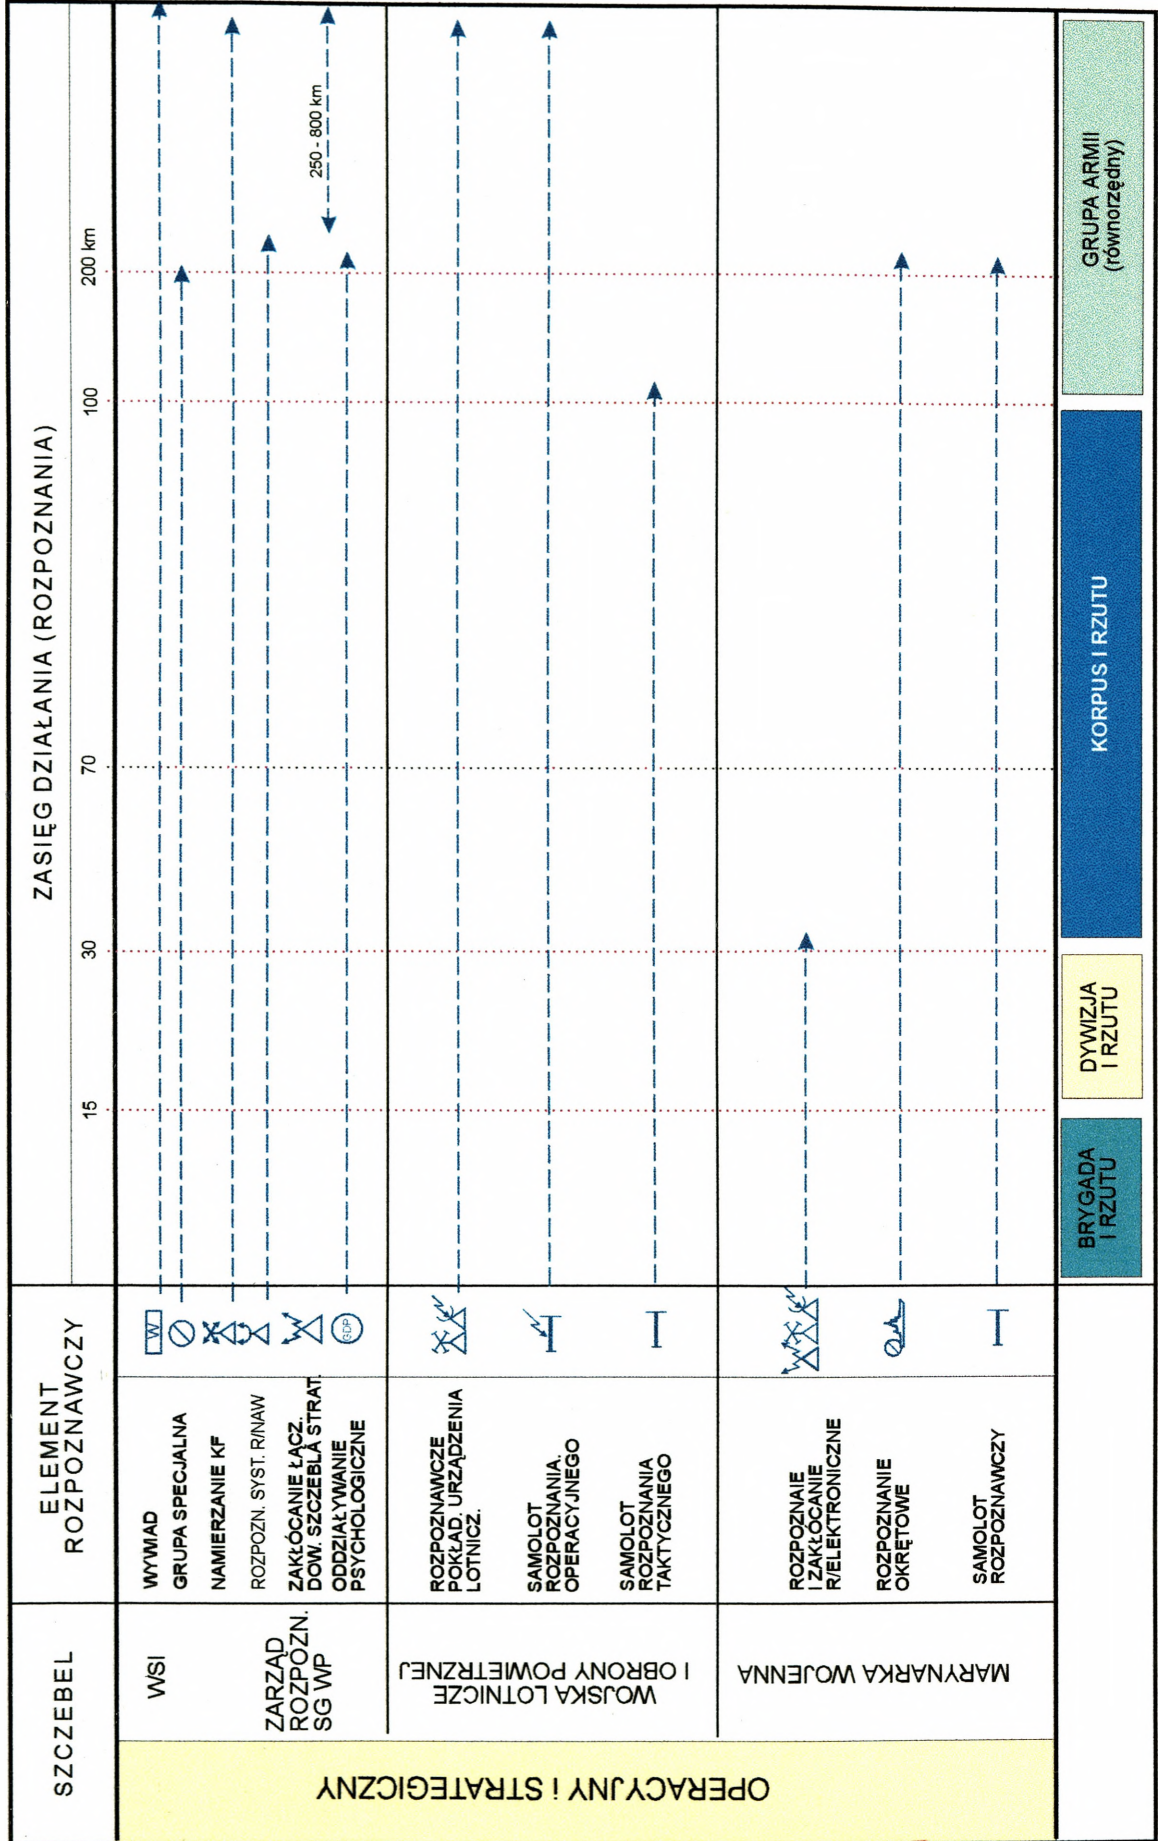 SZCZEBEL
ELEMENT
ROZPOZNAWCZY
ZASIĘG DZIAŁANIA (ROZPOZNANIA)
15
30
70
100
200 km
OPERACYJNY i STRATEGICZNY
WSI
ZARZĄD
ROZPOZN.
SG WP
WYWIAD
W
GRUPA SPECJALNA
NAMIERZANIE KF
ROZPOZN. SYST. R/NAW
ZAKŁÓCANIE ŁĄCZ.
DOW. SZCZEBLA STRAT.
250 - 800 km
ODDZIAŁYWANIE
PSYCHOLOGICZNE
GDP
WOJSKA LOTNICZE
I OBRONY POWIETRZNEJ
ROZPOZNAWCZE
POKŁAD. URZĄDZENIA
LOTNICZ.
SAMOLOT
ROZPOZNANIA.
OPERACYJNEGO
SAMOLOT
ROZPOZNANIA
TAKTYCZNEGO
MARYNARKA WOJENNA
ROZPOZNAIE
I ZAKŁÓCANIE
R/ELEKTRONICZNE
ROZPOZNANIE
OKRĘTOWE
SAMOLOT
ROZPOZNAWCZY
BRYGADA
I RZUTU
DYWIZJA
I RZUTU
KORPUS I RZUTU
GRUPA ARMII
(równorzędny)